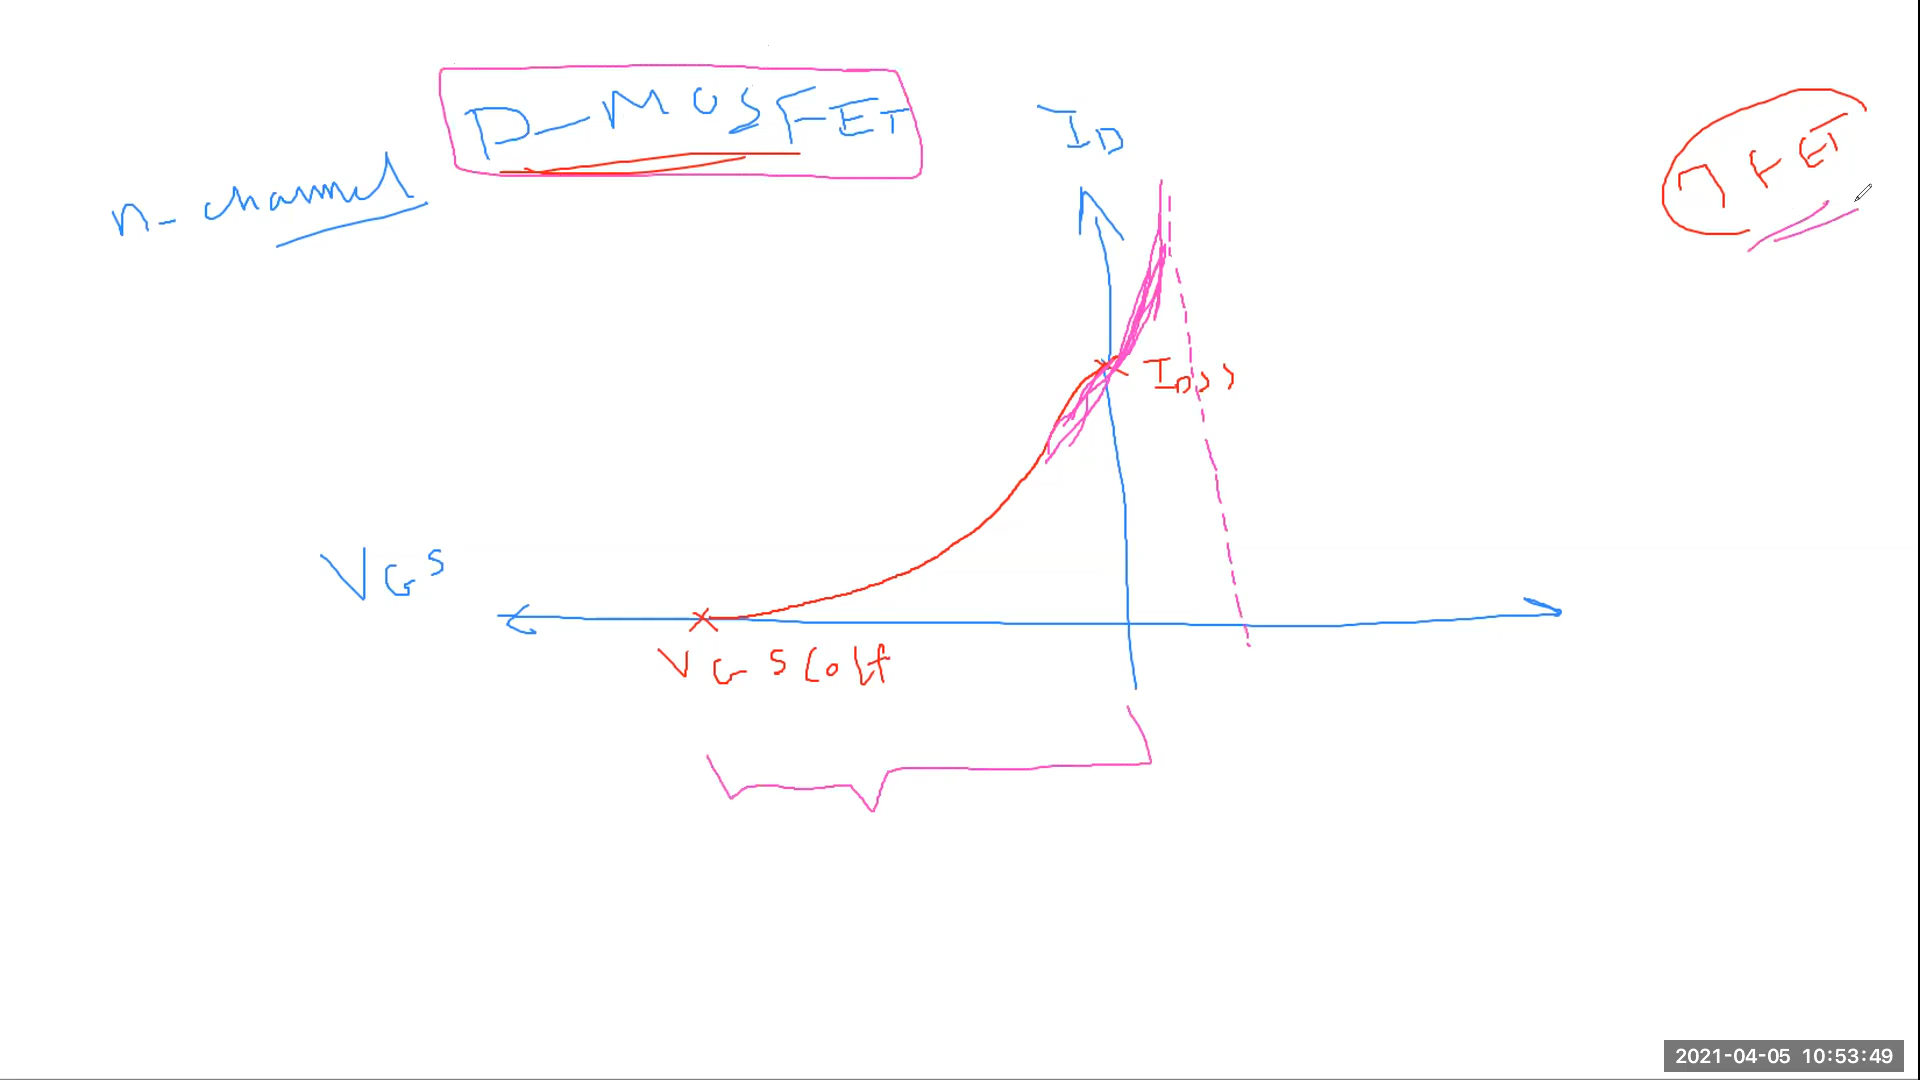 D-MOSFET
n-channel
ID
JFET
IDSS
VGS
VGS(off
2021-04-05 10:53:49